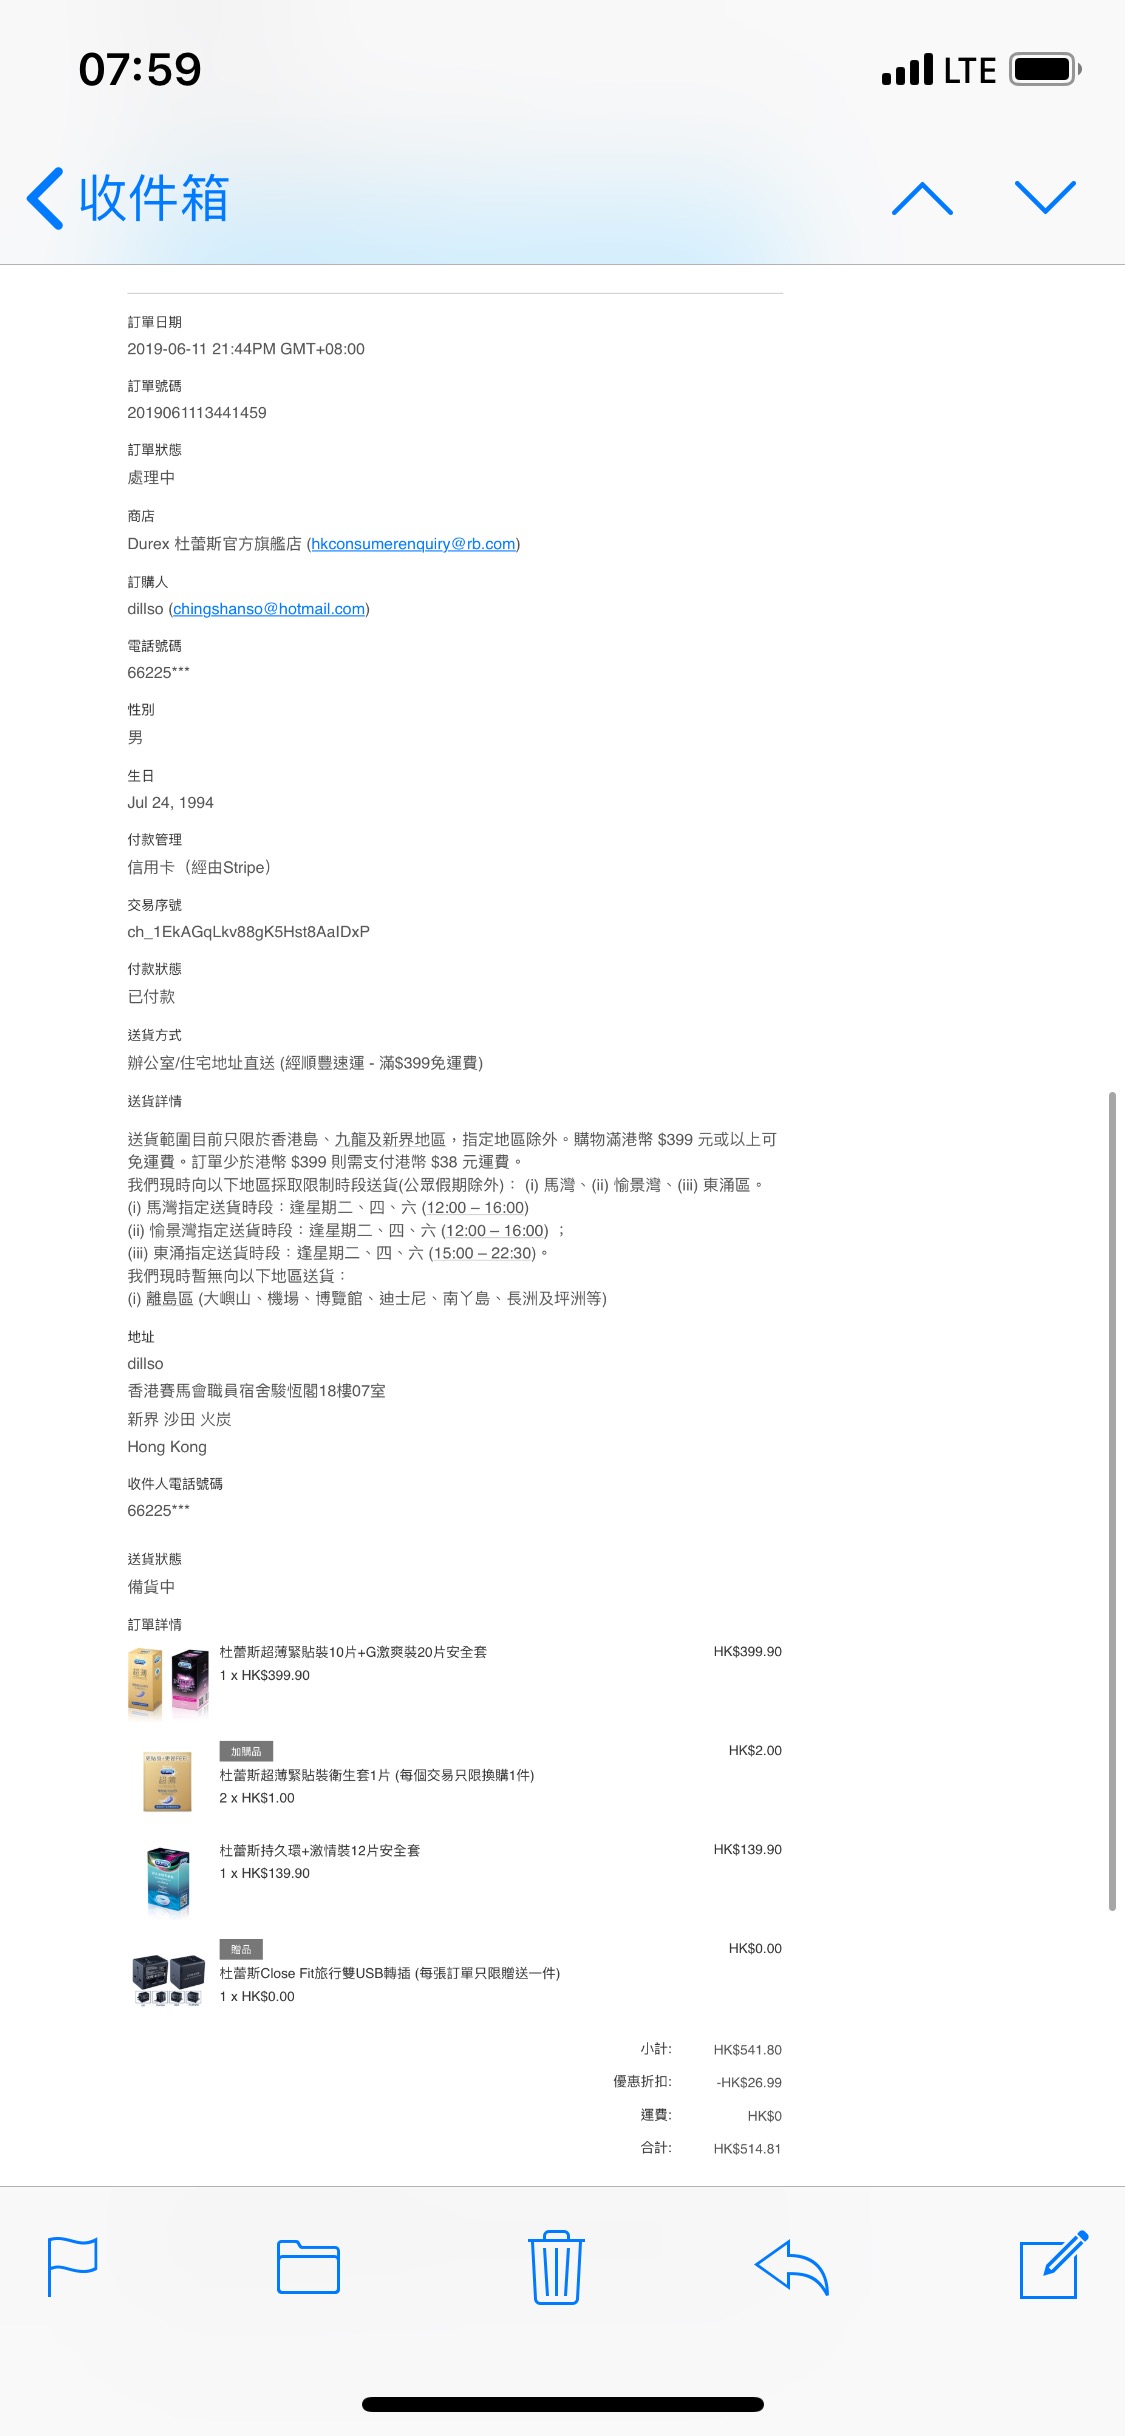 07:59
LTE
收件箱
訂單日期
2019-06-11 21:44PM GMT+08:00
訂單號碼
2019061113441459
訂單狀態
處理中
商店
Durex 杜蕾斯官方旗艦店 (hkconsumerenquiry@rb.com)
訂購人
dillso (chingshanso@hotmail.com)
電話號碼
66225***
性別
男
生日
Jul 24, 1994
付款管理
信用卡（經由Stripe）
交易序號
ch_1EkAGqLkv88gK5Hst8AaIDxP
付款狀態
已付款
送貨方式
辦公室/住宅地址直送 (經順豐速運 - 滿$399免運費)
送貨詳情
送貨範圍目前只限於香港島、九龍及新界地區，指定地區除外。購物滿港幣 $399 元或以上可
免運費。訂單少於港幣 $399 則需支付港幣 $38 元運費。
我們現時向以下地區採取限制時段送貨(公眾假期除外)： (i) 馬灣、(ii) 愉景灣、(iii) 東涌區。
(i) 馬灣指定送貨時段：逢星期二、四、六 (12:00 – 16:00)
(ii) 愉景灣指定送貨時段：逢星期二、四、六 (12:00 – 16:00) ；
(iii) 東涌指定送貨時段：逢星期二、四、六 (15:00 – 22:30)。
我們現時暫無向以下地區送貨：
(i) 離島區 (大嶼山、機場、博覽館、迪士尼、南丫島、長洲及坪洲等)
地址
dillso
香港賽馬會職員宿舍駿恆閣18樓07室
新界 沙田 火炭
Hong Kong
收件人電話號碼
66225***
送貨狀態
備貨中
訂單詳情
杜蕾斯超薄緊貼裝10片+G激爽裝20片安全套 HK$399.90
1 x HK$399.90
加購品 HK$2.00
杜蕾斯超薄緊貼裝衛生套1片 (每個交易只限換購1件)
2 x HK$1.00
杜蕾斯持久環+激情裝12片安全套 HK$139.90
1 x HK$139.90
贈品 HK$0.00
杜蕾斯Close Fit旅行雙USB轉插 (每張訂單只限贈送一件)
1 x HK$0.00
小計: HK$541.80
優惠折扣: -HK$26.99
運費: HK$0
合計: HK$514.81